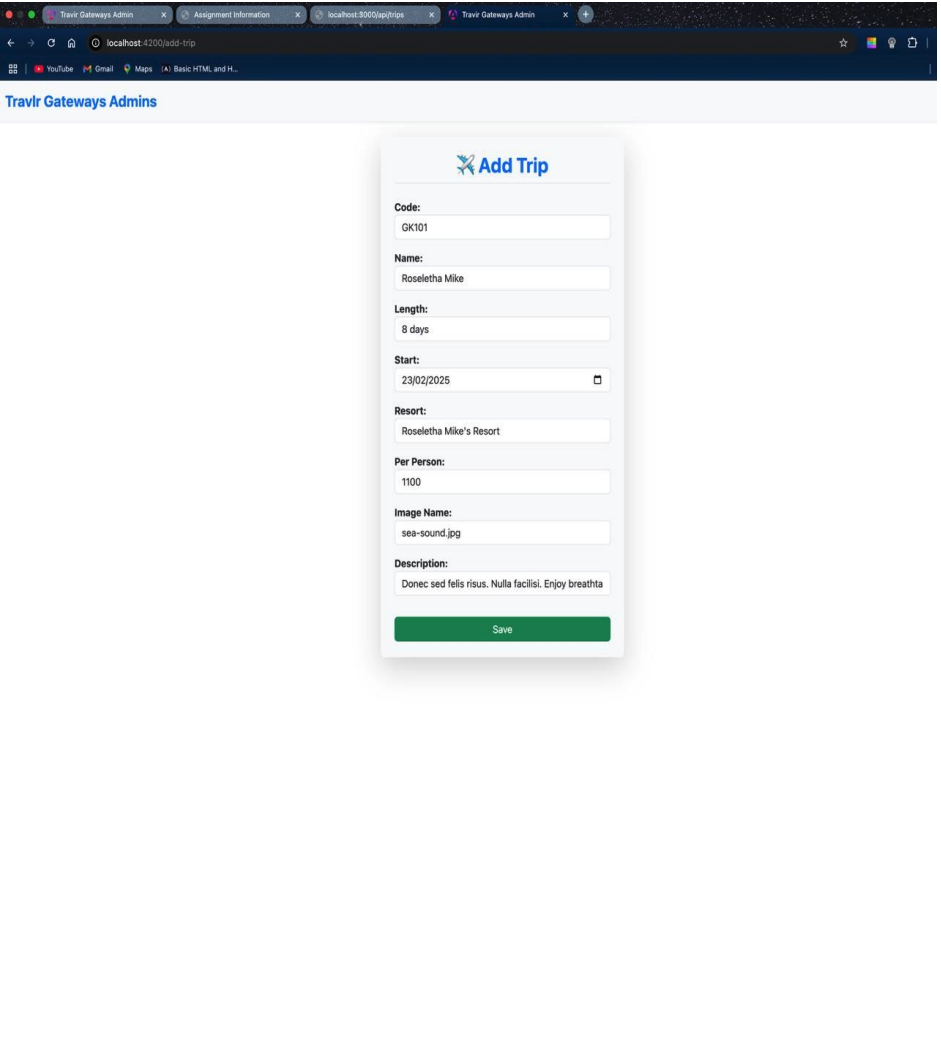 Travlr Gateways Admin
Assignment Information
localhost:3000/api/trips
Travlr Gateways Admin
localhost:4200/add-trip
YouTube
Gmail
Maps
(A) Basic HTML and H...
Travlr Gateways Admins
Add Trip
Code:
GK101
Name:
Roseletha Mike
Length:
8 days
Start:
23/02/2025
Resort:
Roseletha Mike's Resort
Per Person:
1100
Image Name:
sea-sound.jpg
Description:
Donec sed felis risus. Nulla facilisi. Enjoy breathta
Save